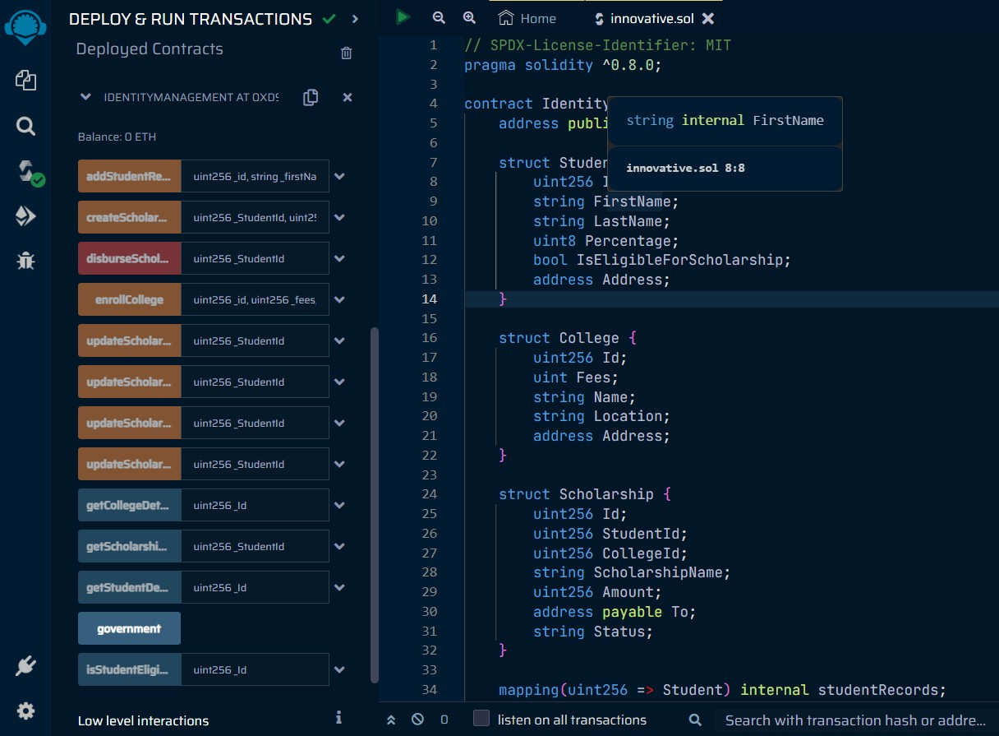 DEPLOY & RUN TRANSACTIONS
Deployed Contracts
IDENTITYMANAGEMENT AT 0XD9
Balance: 0 ETH
addStudentRe... uint256 _id, string _firstNa
createScholar... uint256 _StudentId, uint25
disburseSchol... uint256 _StudentId
enrollCollege uint256 _id, uint256 _fees,
updateScholar... uint256 _StudentId
updateScholar... uint256 _StudentId
updateScholar... uint256 _StudentId
updateScholar... uint256 _StudentId
getCollegeDet... uint256 _Id
getScholarshi... uint256 _StudentId
getStudentDe... uint256 _Id
government
isStudentEligi... uint256 _Id
Low level interactions
Home innovative.sol
1 // SPDX-License-Identifier: MIT
2 pragma solidity ^0.8.0;
3
4 contract Identity
5 address publi
6
7 struct Studen
8 uint256 I
9 string FirstName;
10 string LastName;
11 uint8 Percentage;
12 bool IsEligibleForScholarship;
13 address Address;
14 }
15
16 struct College {
17 uint256 Id;
18 uint Fees;
19 string Name;
20 string Location;
21 address Address;
22 }
23
24 struct Scholarship {
25 uint256 Id;
26 uint256 StudentId;
27 uint256 CollegeId;
28 string ScholarshipName;
29 uint256 Amount;
30 address payable To;
31 string Status;
32 }
33
34 mapping(uint256 => Student) internal studentRecords;
string internal FirstName
innovative.sol 8:8
0 listen on all transactions Search with transaction hash or addre...